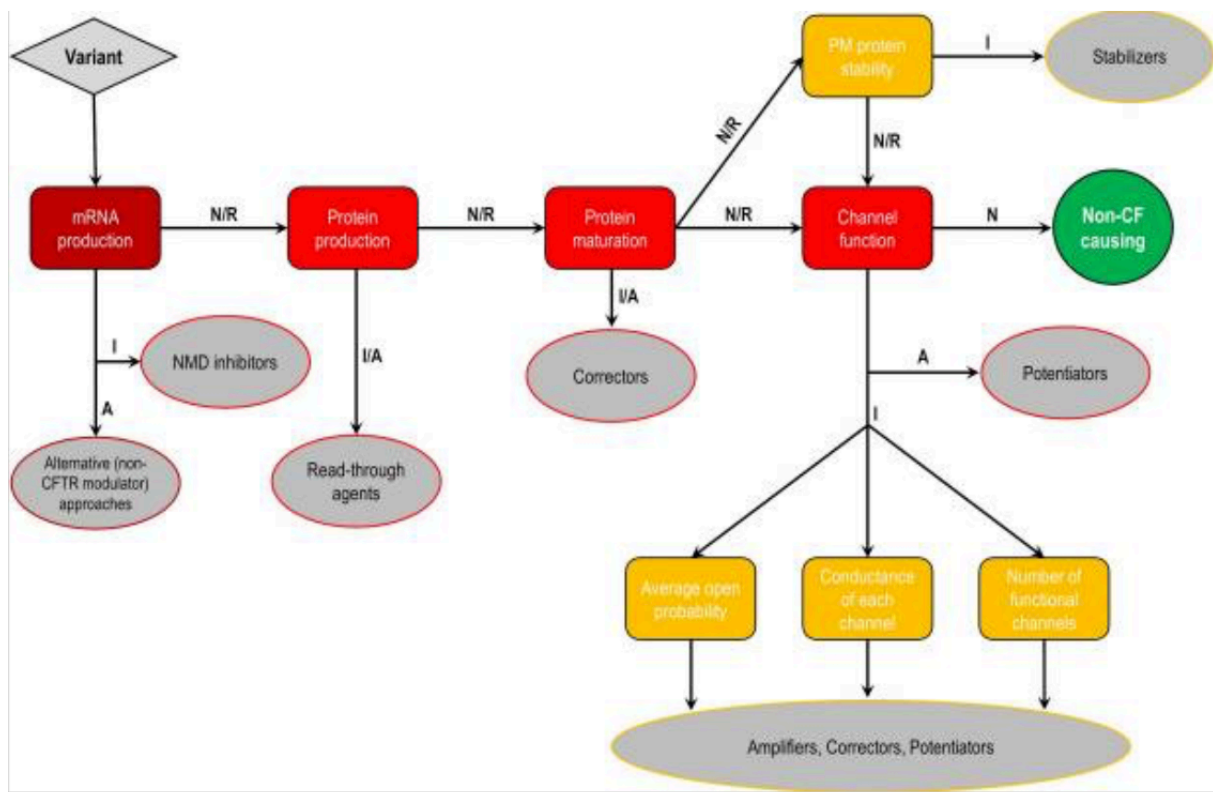 Variant
PM protein
stability
I
Stabilizers
N/R
N/R
mRNA
production
N/R
Protein
production
N/R
Protein
maturation
N/R
Channel
function
N
Non-CF
causing
I
NMD inhibitors
A
Alternative (non-
CFTR modulator)
approaches
I/A
Read-through
agents
I/A
Correctors
A
Potentiators
I
Average open
probability
Conductance
of each
channel
Number of
functional
channels
Amplifiers, Correctors, Potentiators